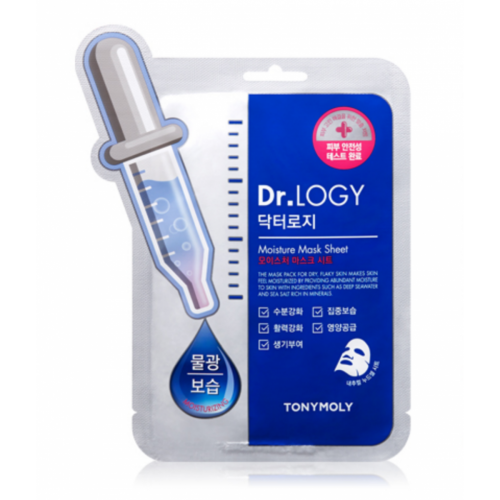 피부 안전성
테스트 완료
Dr.LOGY
닥터로지
Moisture Mask Sheet
모이스처 마스크 시트
THE MASK PACK FOR DRY, FLAKY SKIN MAKES SKIN
FEEL MOISTURIZED BY PROVIDING ABUNDANT MOISTURE
TO SKIN WITH INGREDIENTS SUCH AS DEEP SEAWATER
AND SEA SALT RICH IN MINERALS.
수분강화
집중보습
활력강화
영양공급
생기부여
물광
보습
MOISTURIZING
TONYMOLY